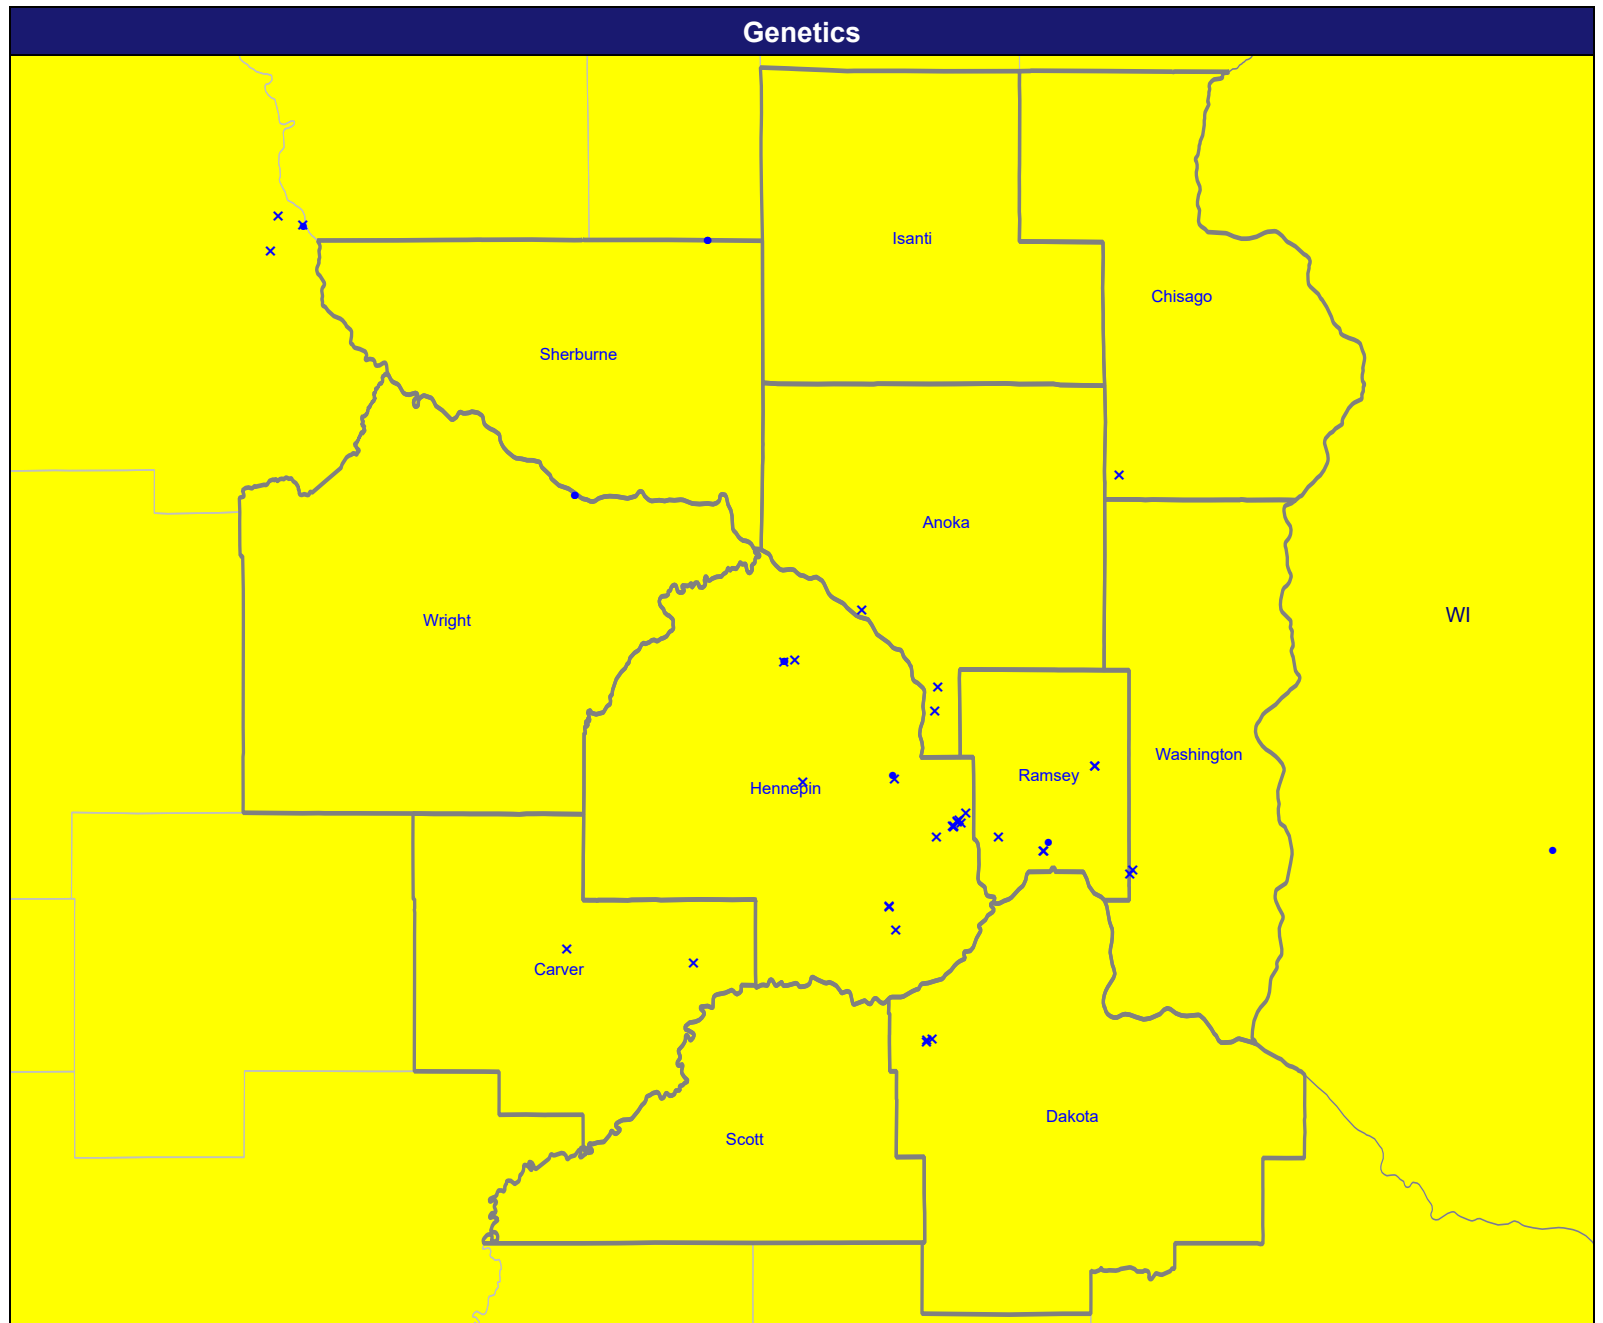 Genetics
Isanti
Chisago
Sherburne
Anoka
WI
Wright
Washington
Ramsey
Hennepin
Carver
Dakota
Scott